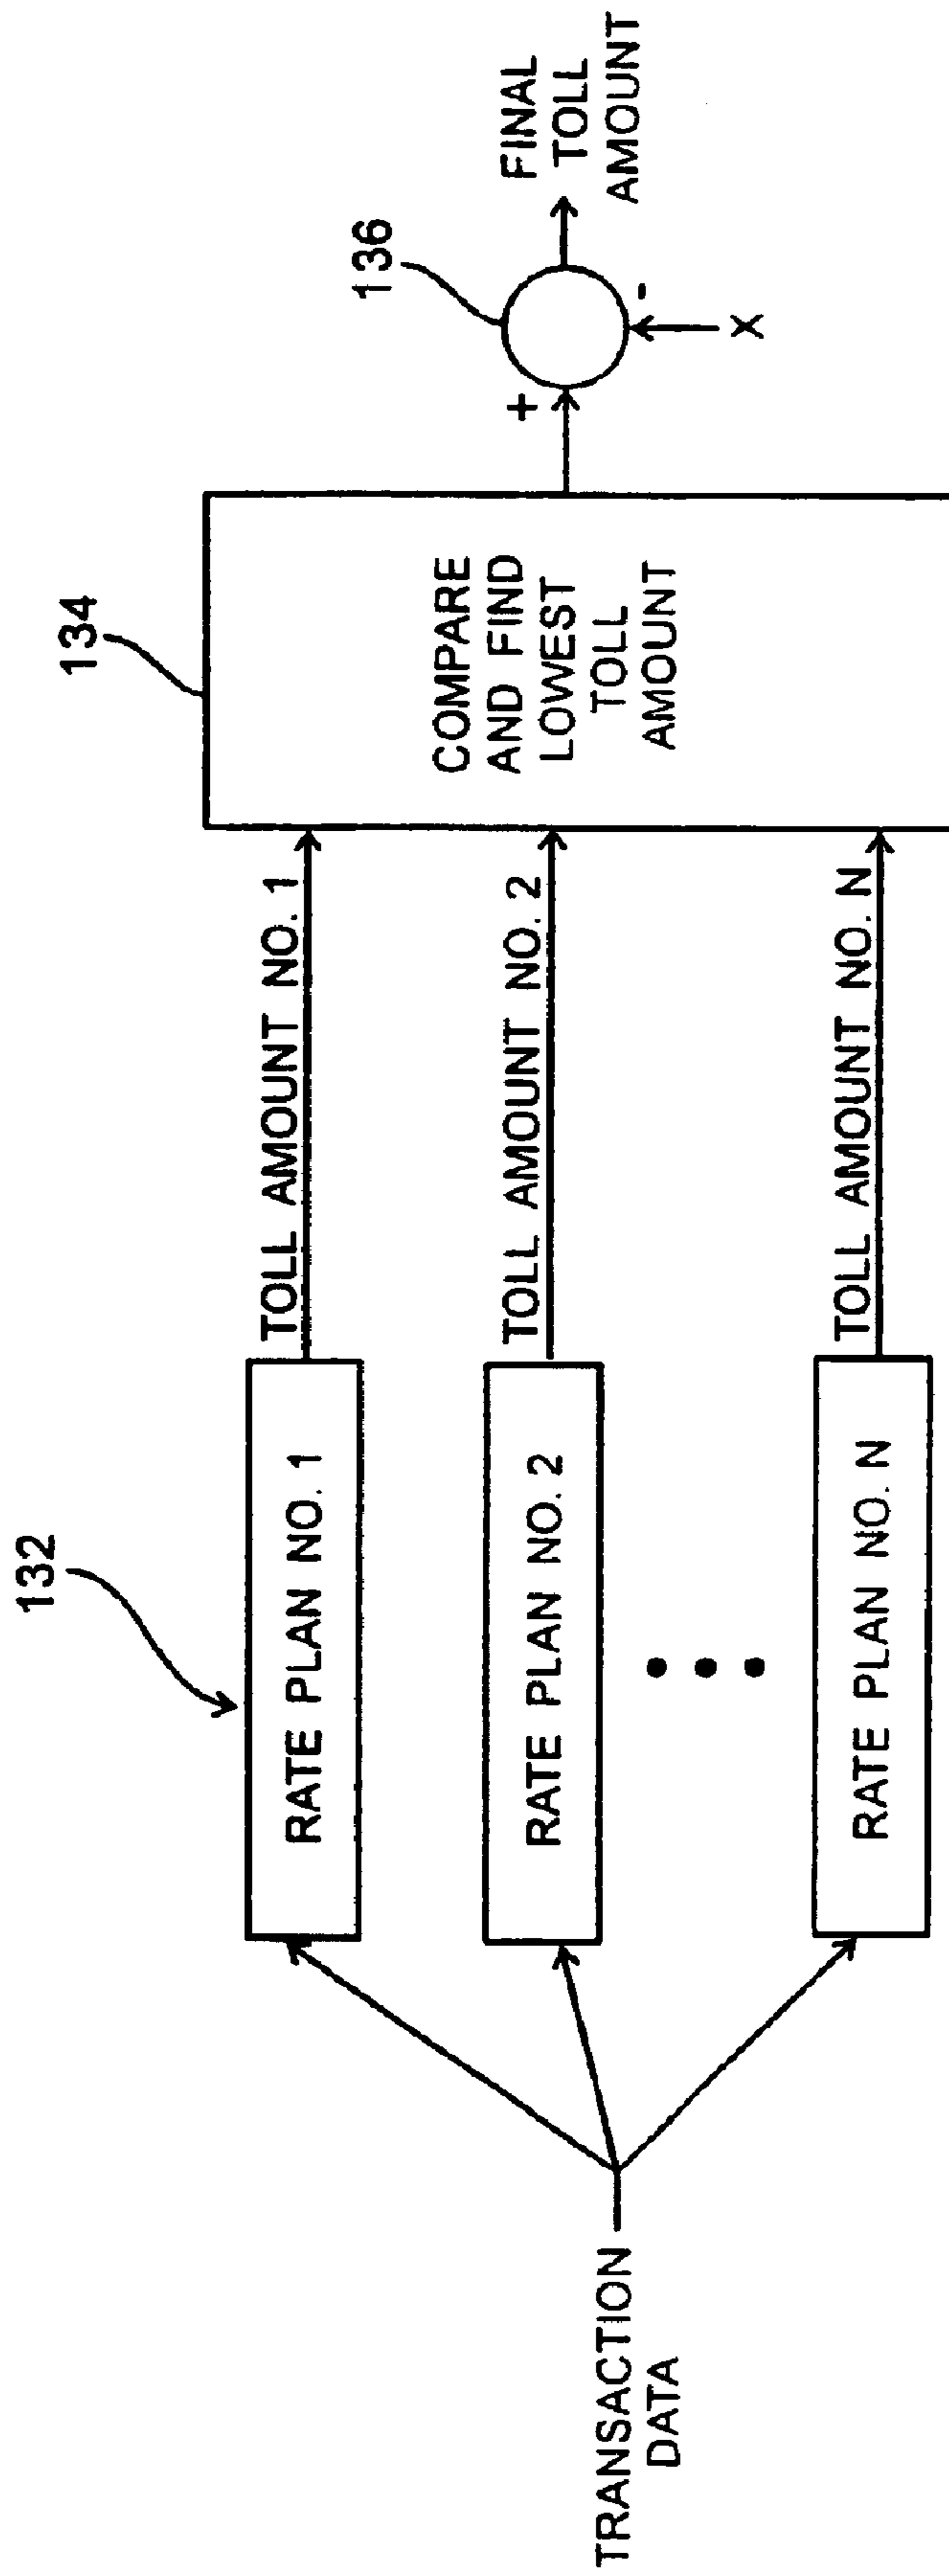 132
134
136
TRANSACTION
DATA
RATE PLAN NO. 1
TOLL AMOUNT NO. 1
RATE PLAN NO. 2
TOLL AMOUNT NO. 2
RATE PLAN NO. N
TOLL AMOUNT NO. N
COMPARE
AND FIND
LOWEST
TOLL
AMOUNT
+
-
X
FINAL
TOLL
AMOUNT